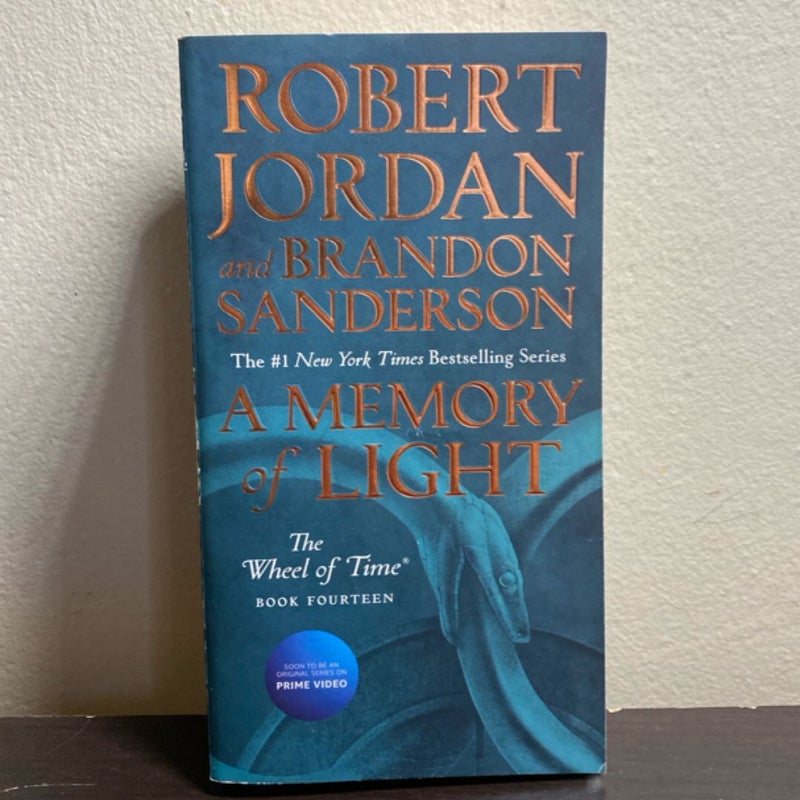 ROBERT
JORDAN
and BRANDON
SANDERSON
The #1 New York Times Bestselling Series
A MEMORY
of LIGHT
The
Wheel of Time®
BOOK FOURTEEN
SOON TO BE AN
ORIGINAL SERIES ON
PRIME VIDEO